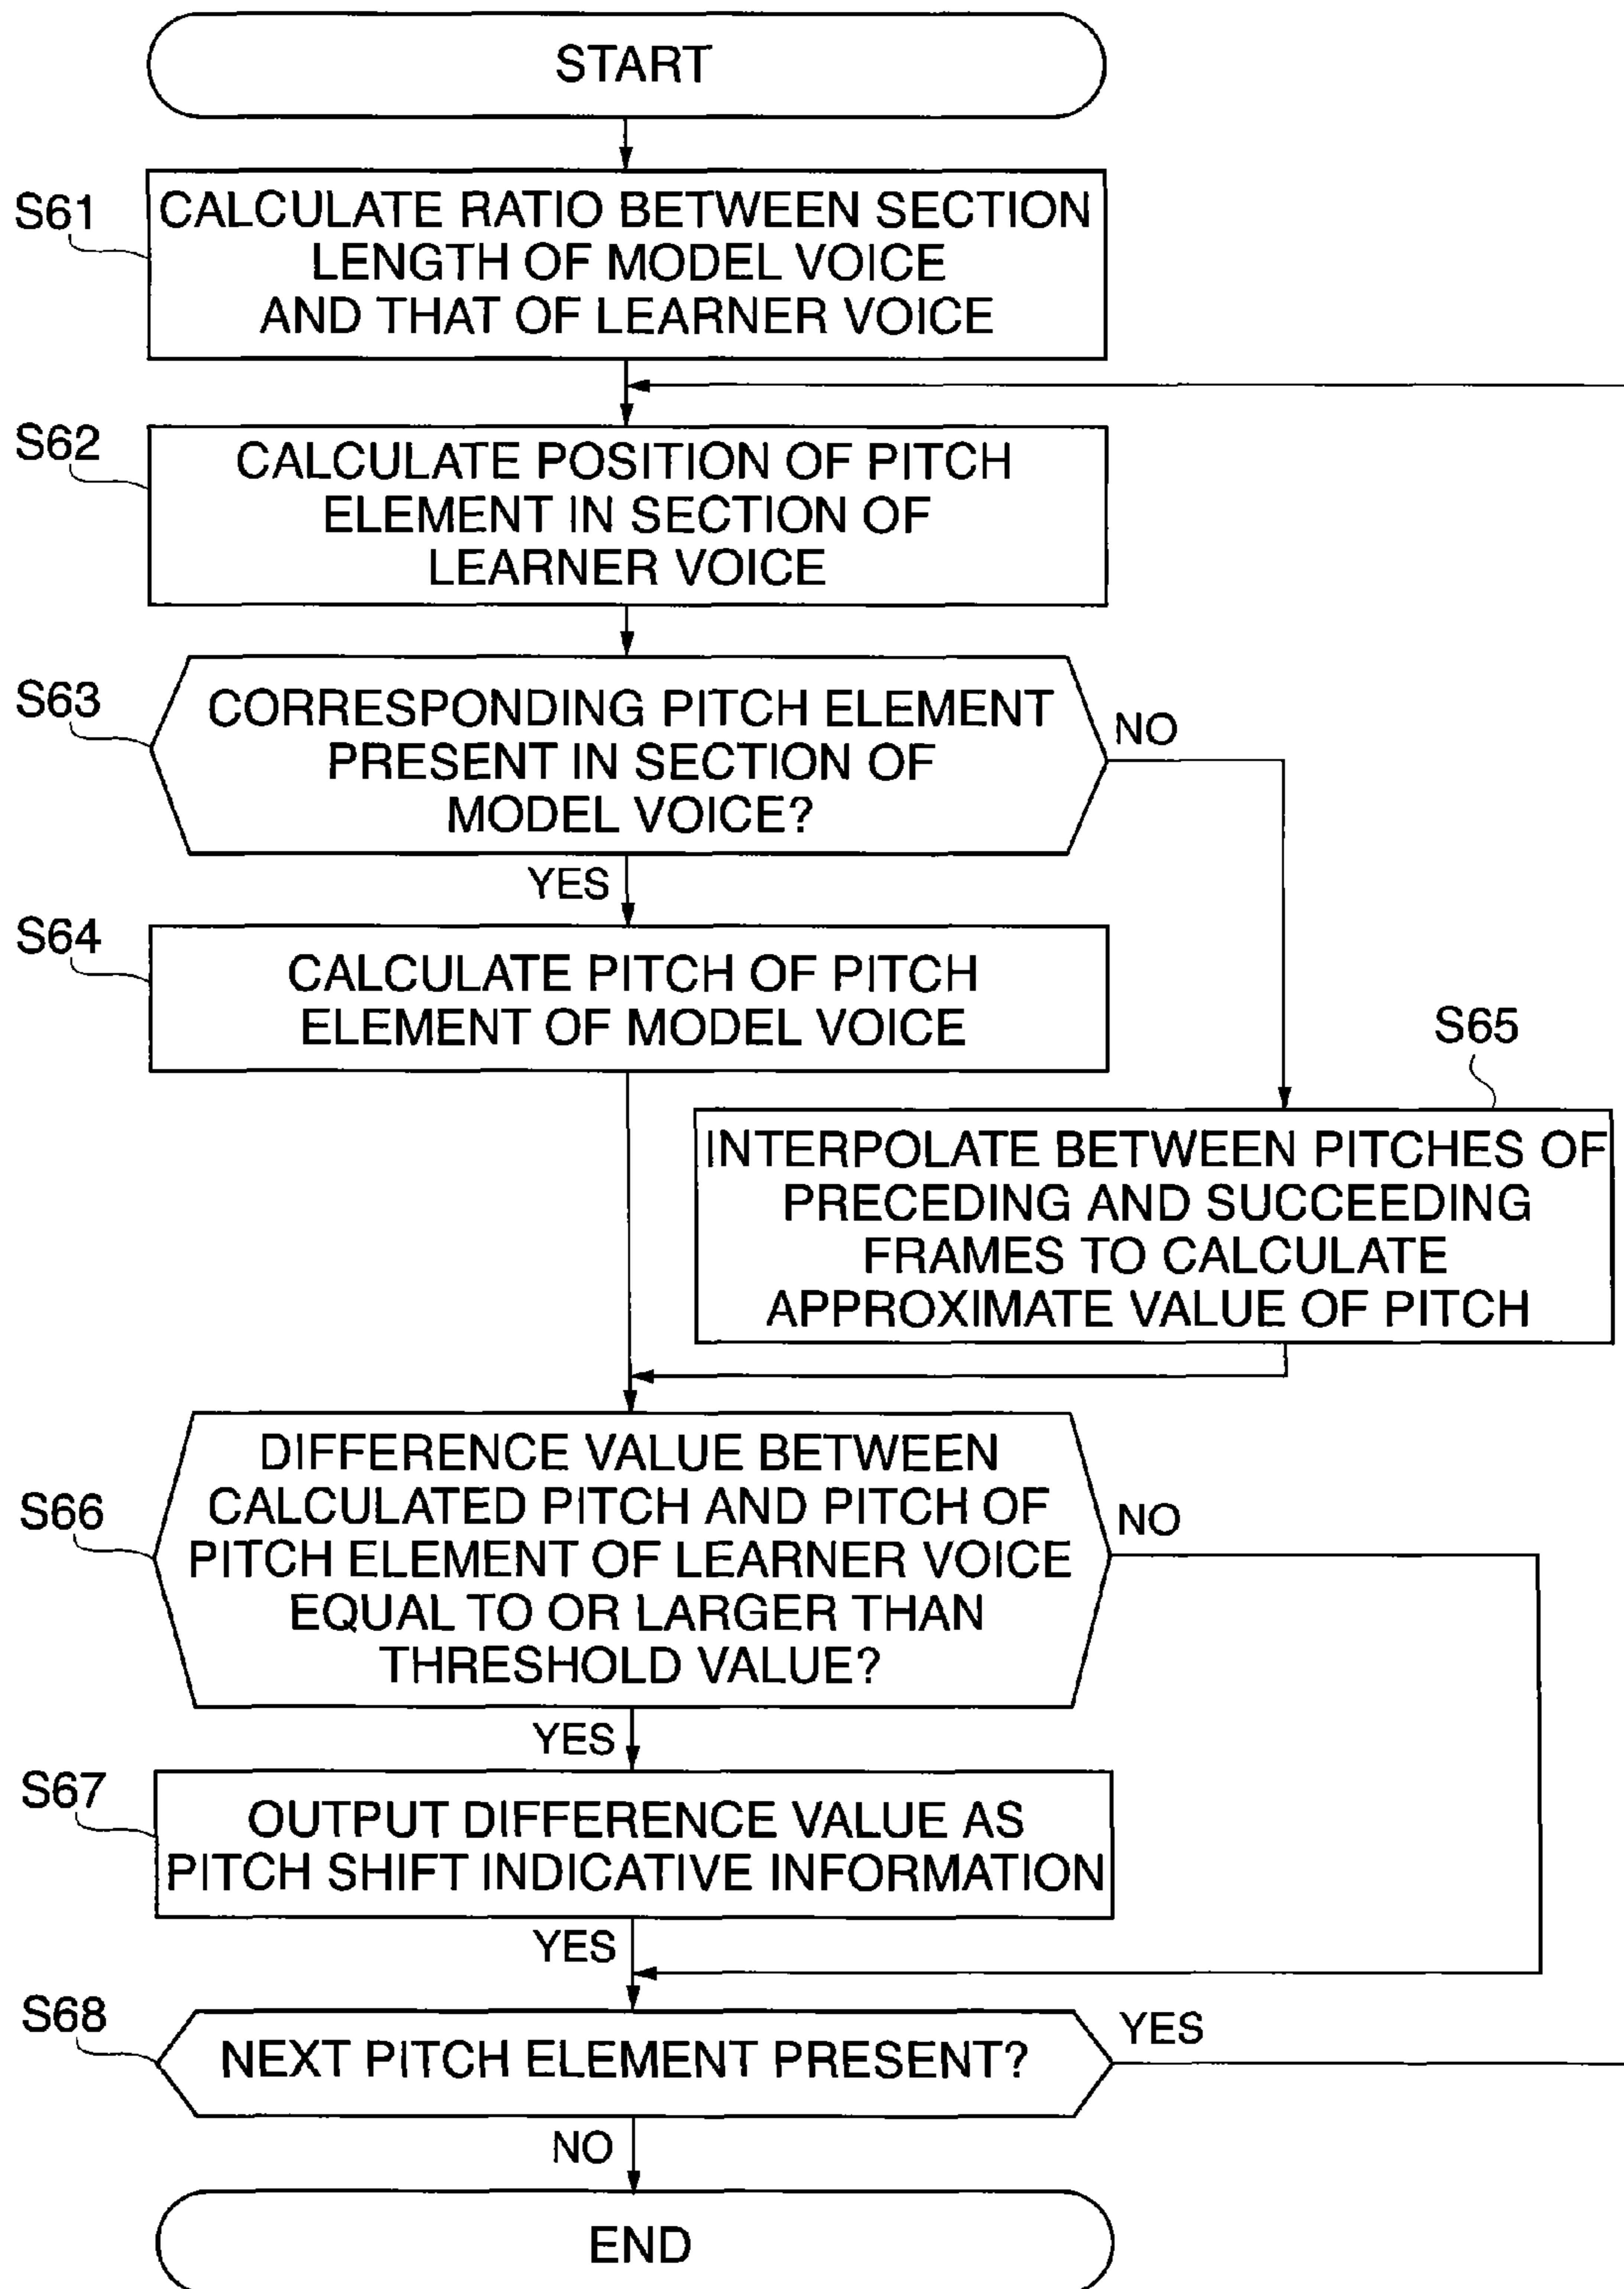 START
S61
CALCULATE RATIO BETWEEN SECTION
LENGTH OF MODEL VOICE
AND THAT OF LEARNER VOICE
S62
CALCULATE POSITION OF PITCH
ELEMENT IN SECTION OF
LEARNER VOICE
S63
CORRESPONDING PITCH ELEMENT
PRESENT IN SECTION OF
MODEL VOICE?
NO
YES
S64
CALCULATE PITCH OF PITCH
ELEMENT OF MODEL VOICE
S65
INTERPOLATE BETWEEN PITCHES OF
PRECEDING AND SUCCEEDING
FRAMES TO CALCULATE
APPROXIMATE VALUE OF PITCH
S66
DIFFERENCE VALUE BETWEEN
CALCULATED PITCH AND PITCH OF
PITCH ELEMENT OF LEARNER VOICE
EQUAL TO OR LARGER THAN
THRESHOLD VALUE?
NO
YES
S67
OUTPUT DIFFERENCE VALUE AS
PITCH SHIFT INDICATIVE INFORMATION
YES
S68
NEXT PITCH ELEMENT PRESENT?
YES
NO
END